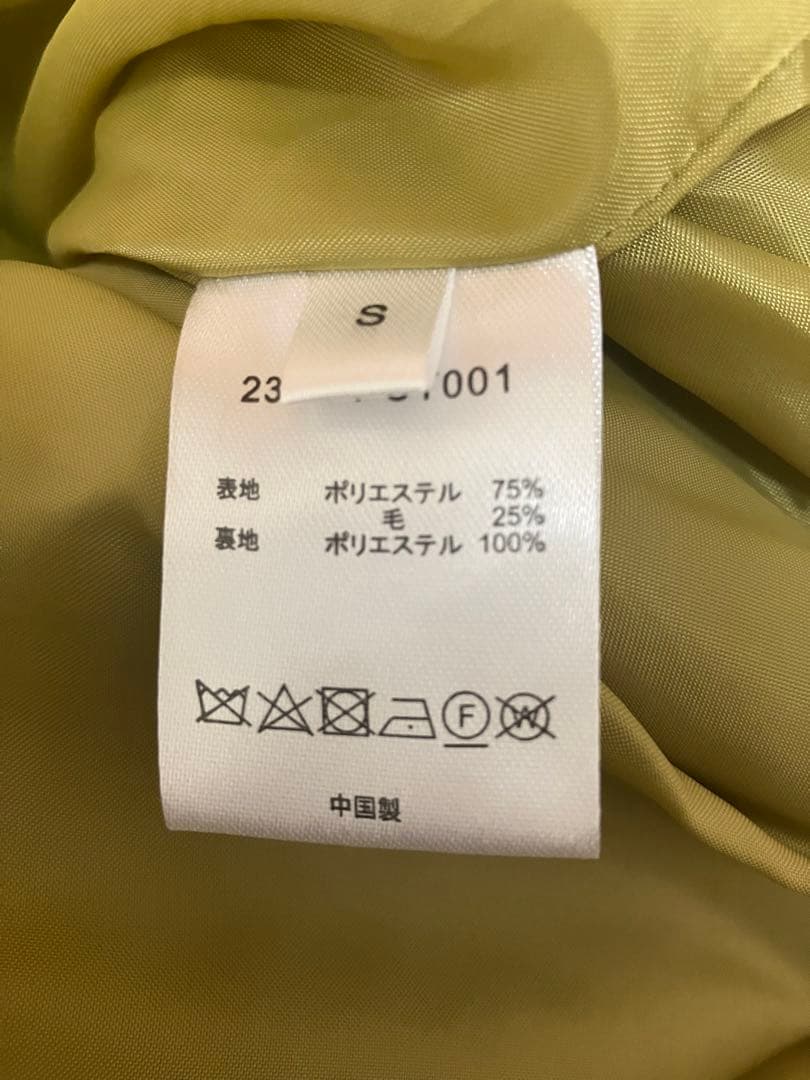 S
23 001
表地 ポリエステル 75%
毛 25%
裏地 ポリエステル 100%
F W
中国製